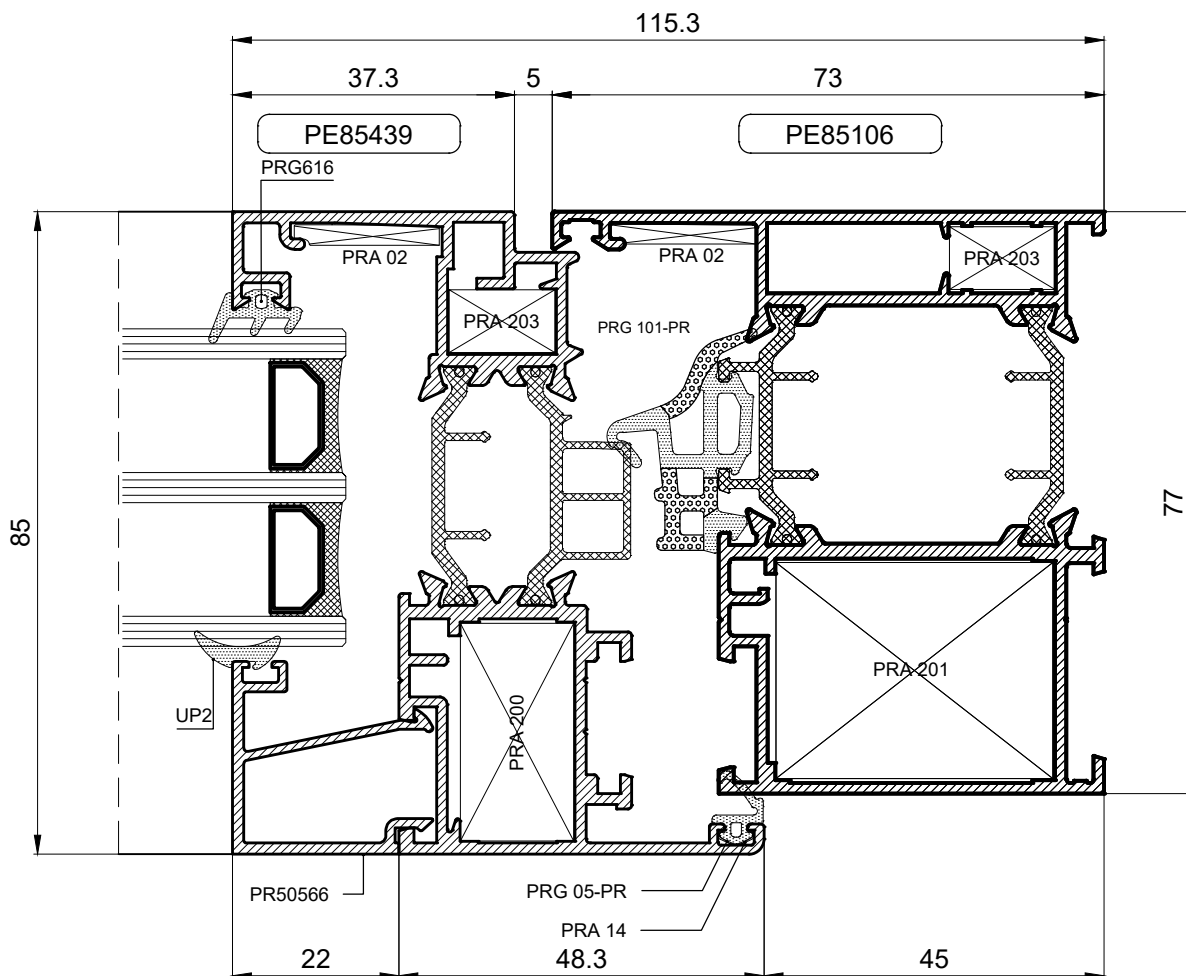 115.3
37.3
5
73
PE85439
PE85106
PRG616
PRA 02
PRA 02
PRA 203
PRA 203
PRG 101-PR
85
77
PRA 201
PRA 200
UP2
PR50566
PRG 05-PR
PRA 14
22
48.3
45